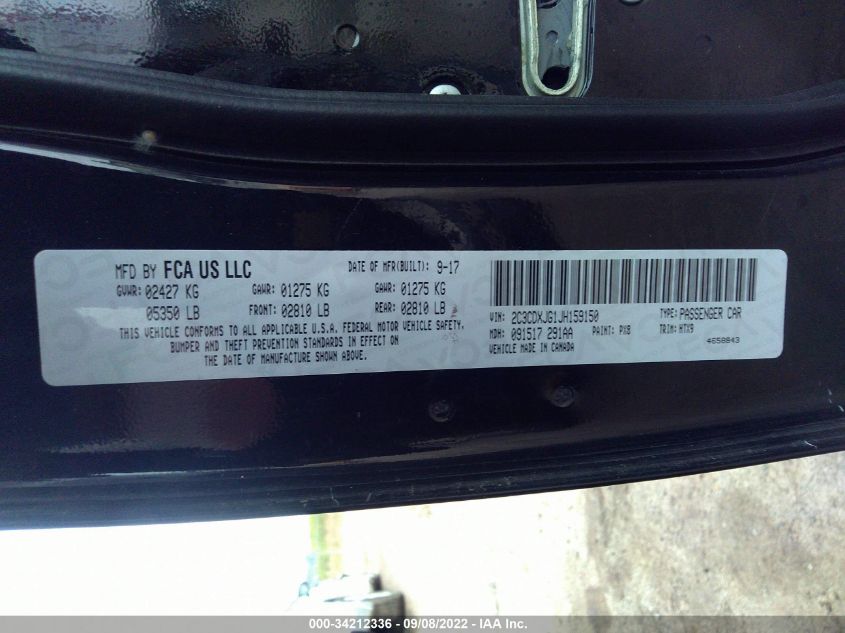 MFD BY FCA US LLC DATE OF MFR(BUILT): 9-17
GVWR: 02427 KG GAWR: 01275 KG GAWR: 01275 KG
05350 LB FRONT: 02810 LB REAR: 02810 LB
THIS VEHICLE CONFORMS TO ALL APPLICABLE U.S.A. FEDERAL MOTOR VEHICLE SAFETY,
BUMPER AND THEFT PREVENTION STANDARDS IN EFFECT ON
THE DATE OF MANUFACTURE SHOWN ABOVE.
VIN: 2C3CDXJG1JH159150 TYPE: PASSENGER CAR
MDH: 091517 291AA PAINT: PX8 TRIM: HTX9
VEHICLE MADE IN CANADA 4658843
000-34212336 - 09/08/2022 - IAA Inc.